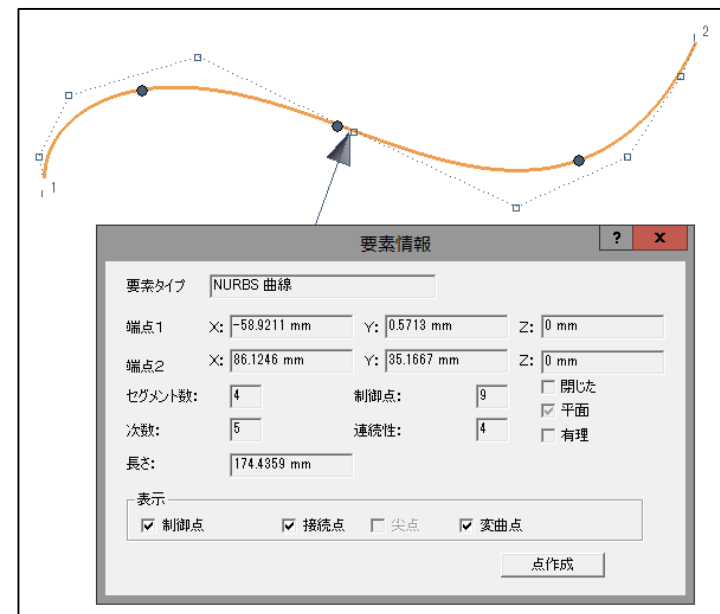 2
1
要素情報 ? x
要素タイプ NURBS 曲線
端点1 X: -58.9211 mm Y: 0.5713 mm Z: 0 mm
端点2 X: 86.1246 mm Y: 35.1667 mm Z: 0 mm
セグメント数: 4 制御点: 9 閉じた
平面
次数: 5 連続性: 4 有理
長さ: 174.4359 mm
表示
制御点 接続点 尖点 変曲点
点作成